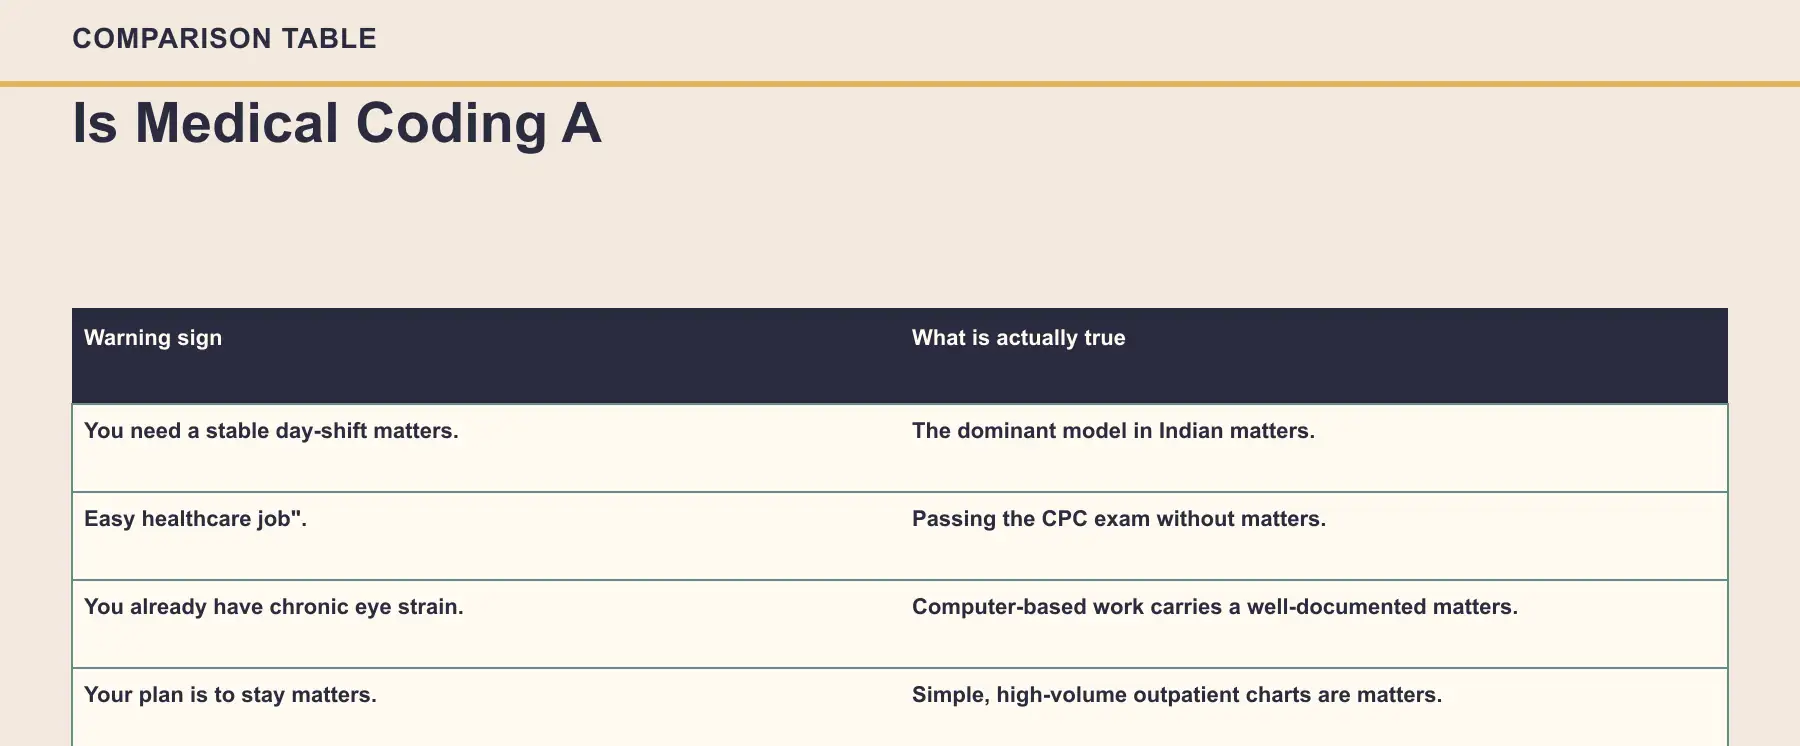 COMPARISON TABLE
Is Medical Coding A
Warning sign
What is actually true
You need a stable day-shift matters.
The dominant model in Indian matters.
Easy healthcare job".
Passing the CPC exam without matters.
You already have chronic eye strain.
Computer-based work carries a well-documented matters.
Your plan is to stay matters.
Simple, high-volume outpatient charts are matters.